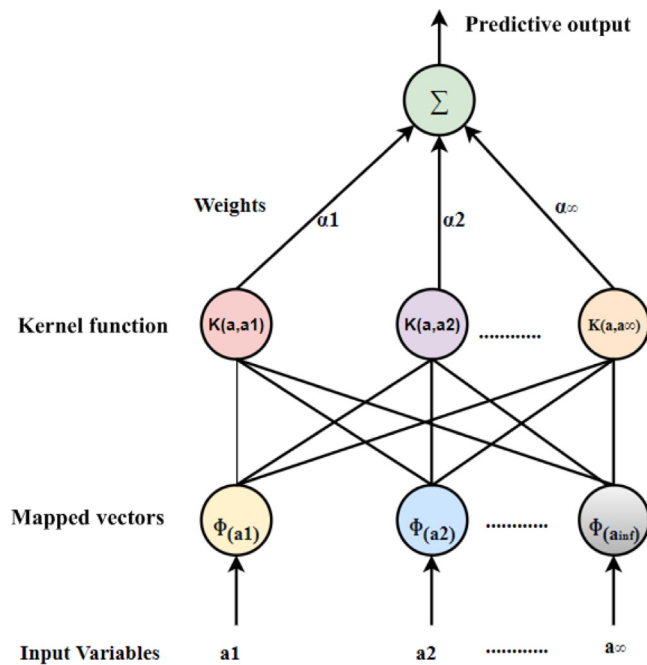 Predictive output
Σ
Weights
α1 α2 α∞
Kernel function K(a,a1) K(a,a2) ............ K(a,a∞)
Mapped vectors Φ(a1) Φ(a2) ............ Φ(ainf)
Input Variables a1 a2 ............ a∞